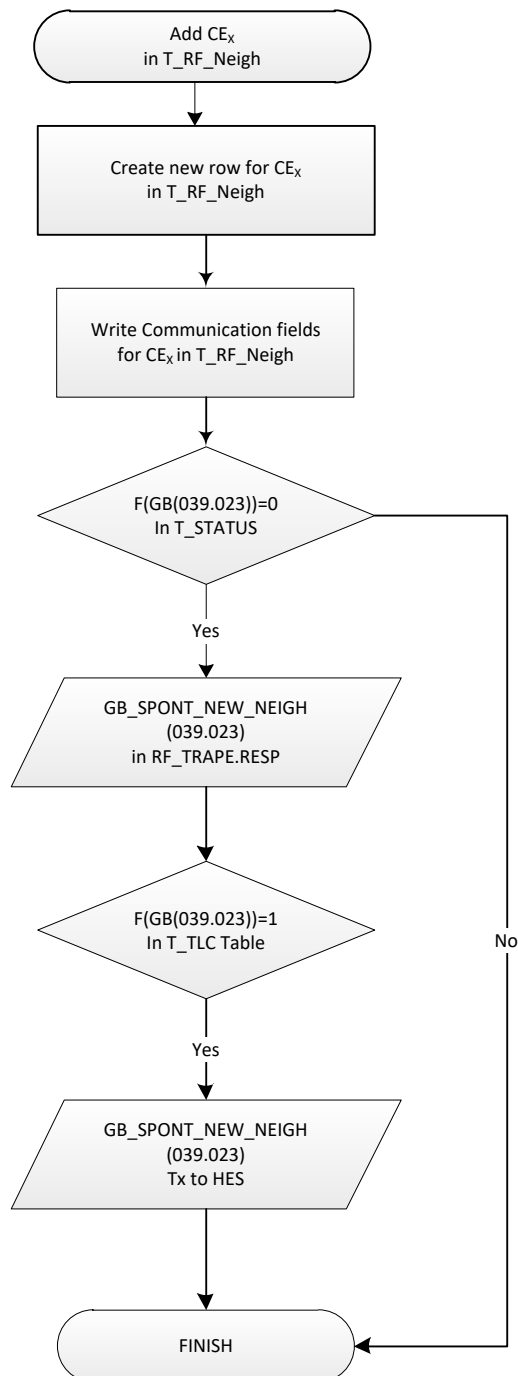 Add CEX
in T_RF_Neigh
Create new row for CEX
in T_RF_Neigh
Write Communication fields
for CEX in T_RF_Neigh
F(GB(039.023))=0
In T_STATUS
Yes
GB_SPONT_NEW_NEIGH
(039.023)
in RF_TRAPE.RESP
F(GB(039.023))=1
In T_TLC Table
No
Yes
GB_SPONT_NEW_NEIGH
(039.023)
Tx to HES
FINISH